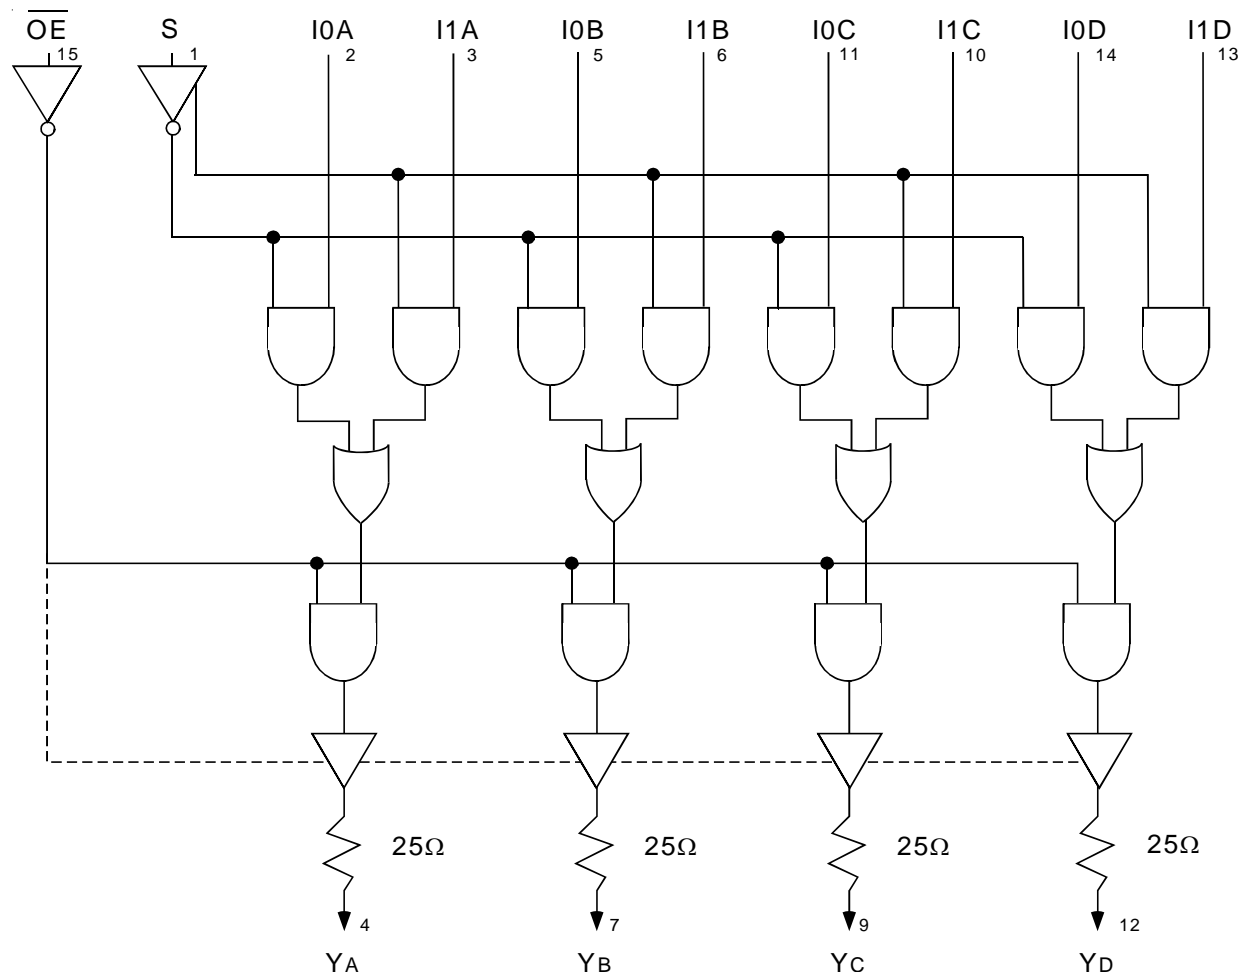 OE S I0A I1A I0B I1B I0C I1C I0D I1D
15 1 2 3 5 6 11 10 14 13
25Ω 25Ω 25Ω 25Ω
4 7 9 12
YA YB YC YD